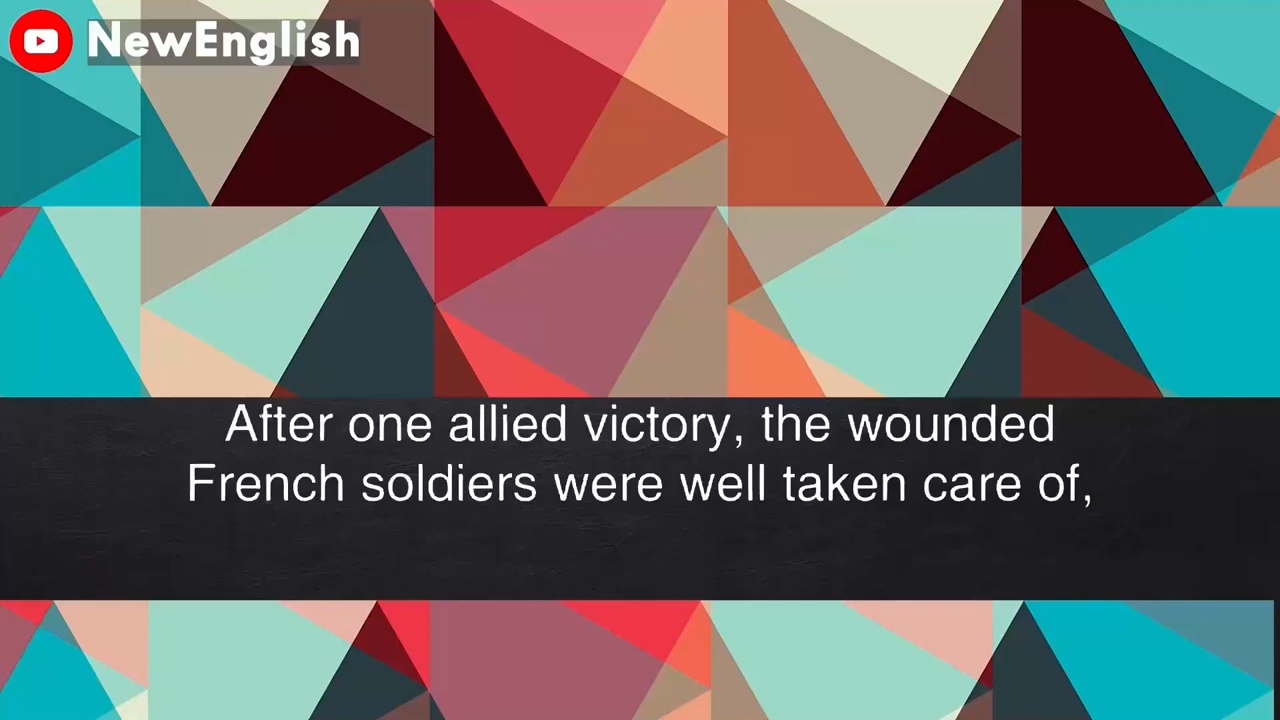 NewEnglish
After one allied victory, the wounded
French soldiers were well taken care of,